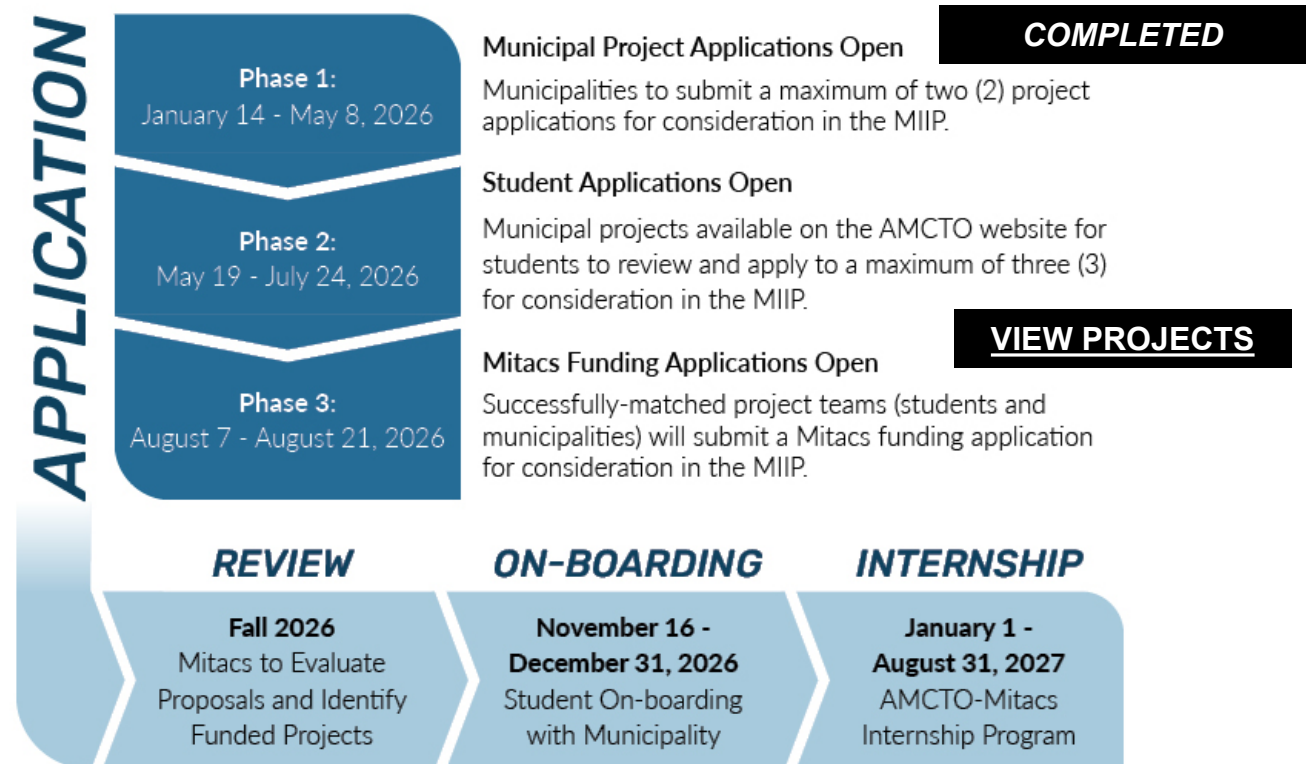 APPLICATION
Phase 1:
January 14 - May 8, 2026
Municipal Project Applications Open
COMPLETED
Municipalities to submit a maximum of two (2) project
applications for consideration in the MIIP.
Phase 2:
May 19 - July 24, 2026
Student Applications Open
Municipal projects available on the AMCTO website for
students to review and apply to a maximum of three (3)
for consideration in the MIIP.
VIEW PROJECTS
Phase 3:
August 7 - August 21, 2026
Mitacs Funding Applications Open
Successfully-matched project teams (students and
municipalities) will submit a Mitacs funding application
for consideration in the MIIP.
REVIEW
Fall 2026
Mitacs to Evaluate
Proposals and Identify
Funded Projects
ON-BOARDING
November 16 -
December 31, 2026
Student On-boarding
with Municipality
INTERNSHIP
January 1 -
August 31, 2027
AMCTO-Mitacs
Internship Program